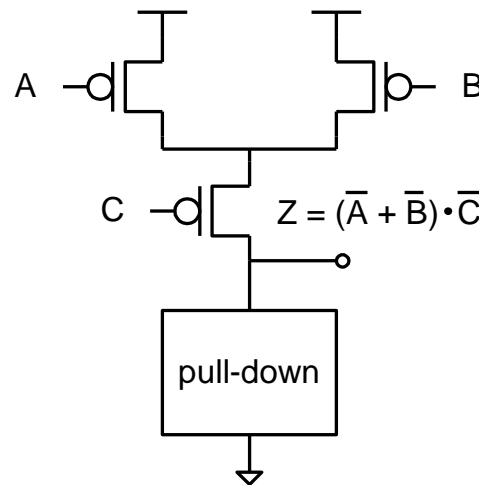 A
B
C
Z = (A̅ + B̅)•C̅
pull-down